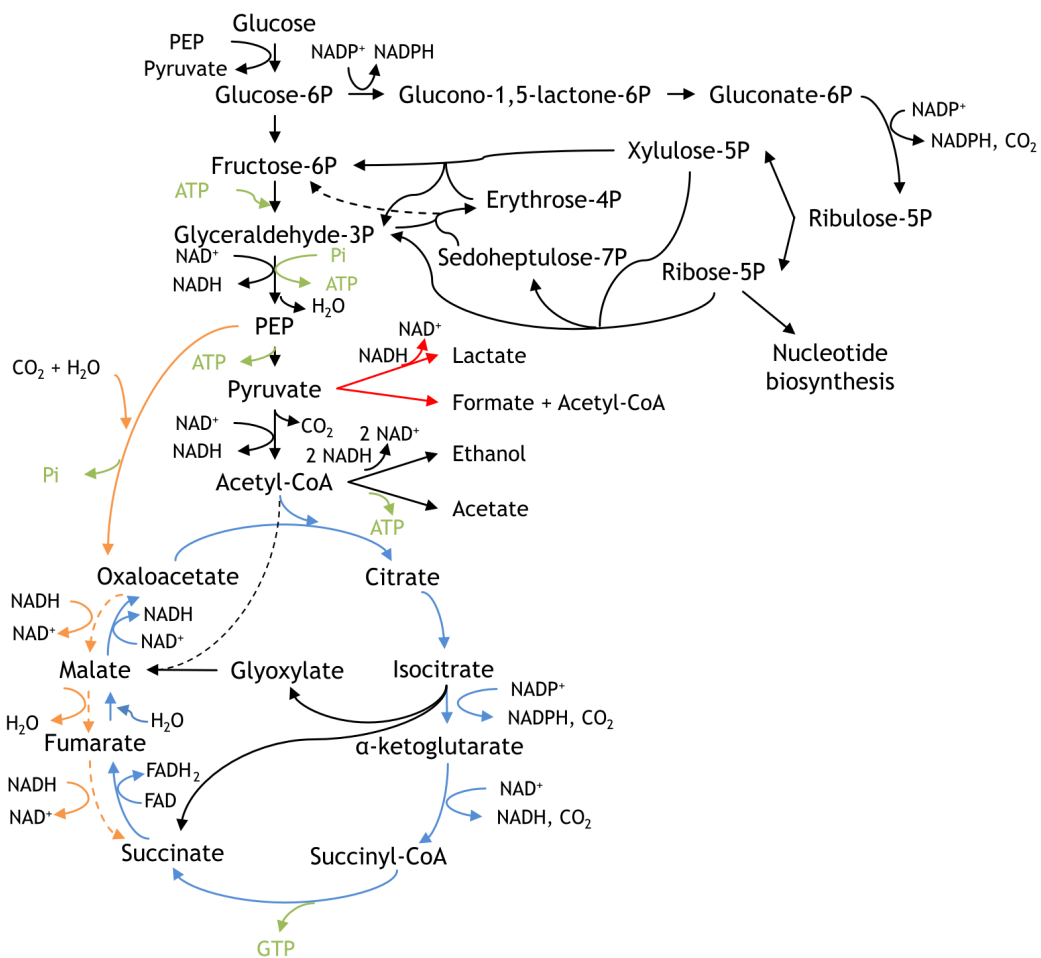 Glucose
PEP
Pyruvate
NADP⁺ NADPH
Glucose-6P
Glucono-1,5-lactone-6P
Gluconate-6P
NADP⁺
NADPH, CO₂
Fructose-6P
Xylulose-5P
ATP
Erythrose-4P
Ribulose-5P
Glyceraldehyde-3P
NAD⁺
Pi
Sedoheptulose-7P
Ribose-5P
NADH
ATP
H₂O
PEP
NAD⁺
Nucleotide
biosynthesis
CO₂ + H₂O
ATP
NADH
Lactate
Pyruvate
Formate + Acetyl-CoA
NAD⁺
CO₂
2 NAD⁺
NADH
2 NADH
Ethanol
Pi
Acetyl-CoA
Acetate
ATP
Oxaloacetate
Citrate
NADH
NADH
NAD⁺
NAD⁺
Malate
Glyoxylate
Isocitrate
NADP⁺
NADPH, CO₂
H₂O
H₂O
Fumarate
α-ketoglutarate
FADH₂
NADH
FAD
NAD⁺
NAD⁺
NADH, CO₂
Succinate
Succinyl-CoA
GTP